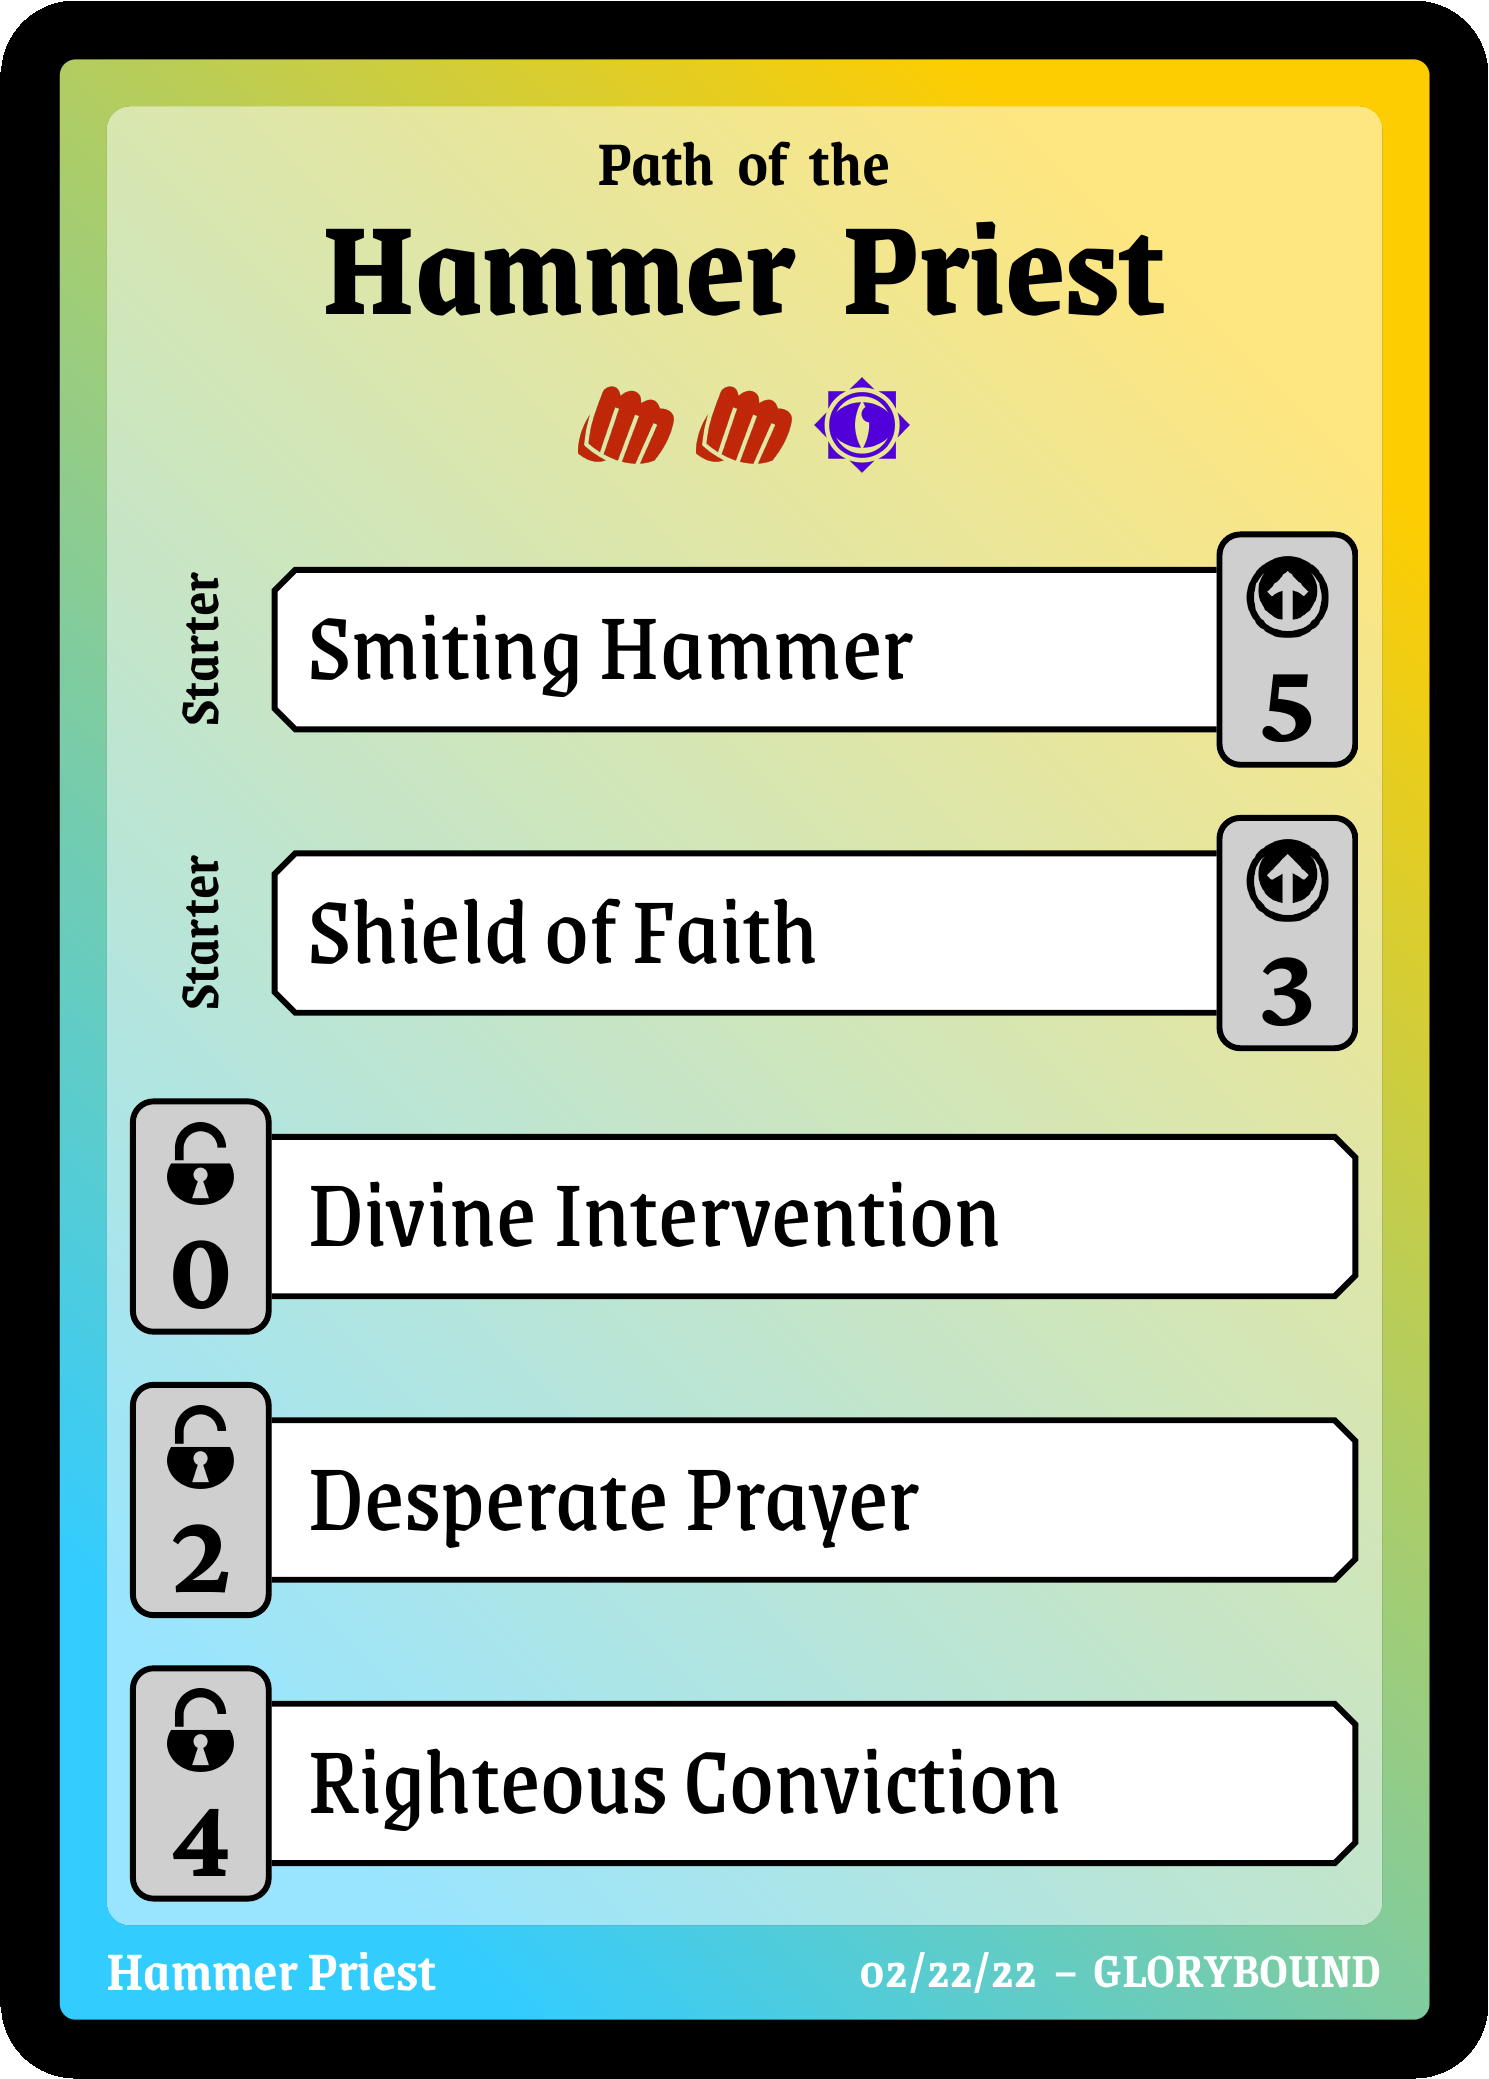 Path of the
Hammer Priest
Starter
Smiting Hammer
5
Starter
Shield of Faith
3
0
Divine Intervention
2
Desperate Prayer
4
Righteous Conviction
Hammer Priest
02/22/22 – GLORYBOUND